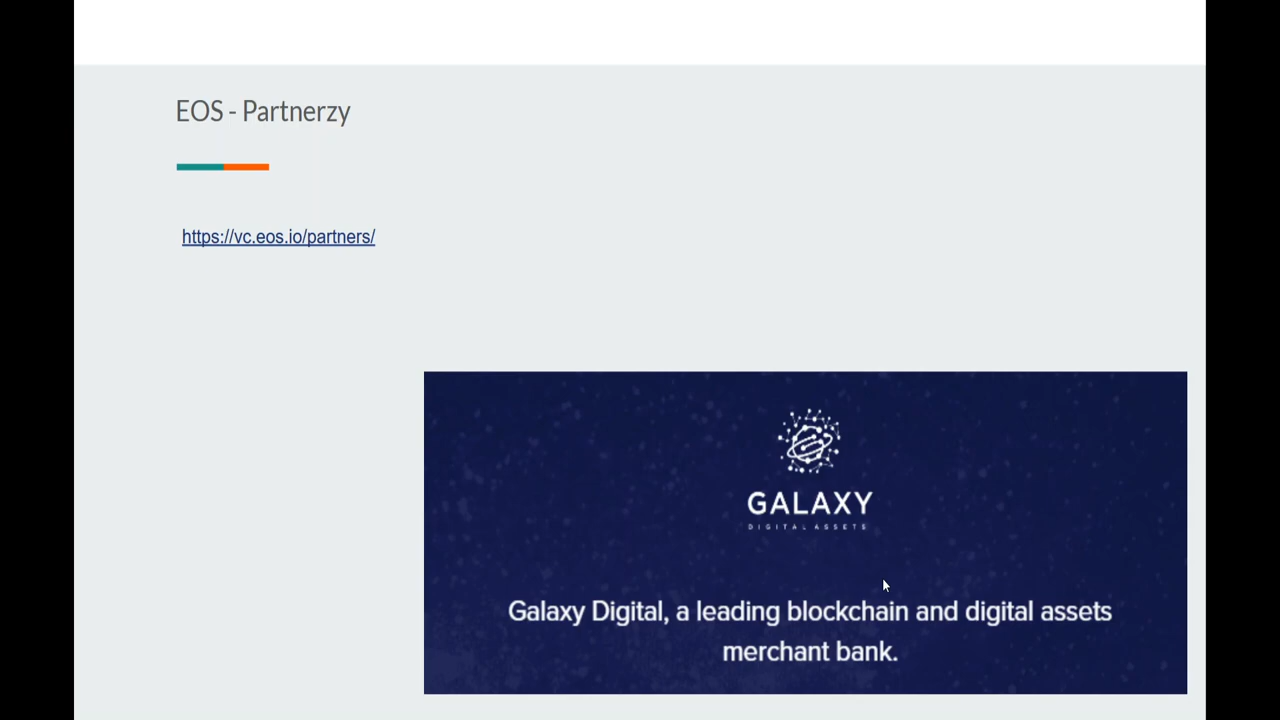 EOS - Partnerzy
https://vc.eos.io/partners/
GALAXY
DIGITAL ASSETS
Galaxy Digital, a leading blockchain and digital assets
merchant bank.